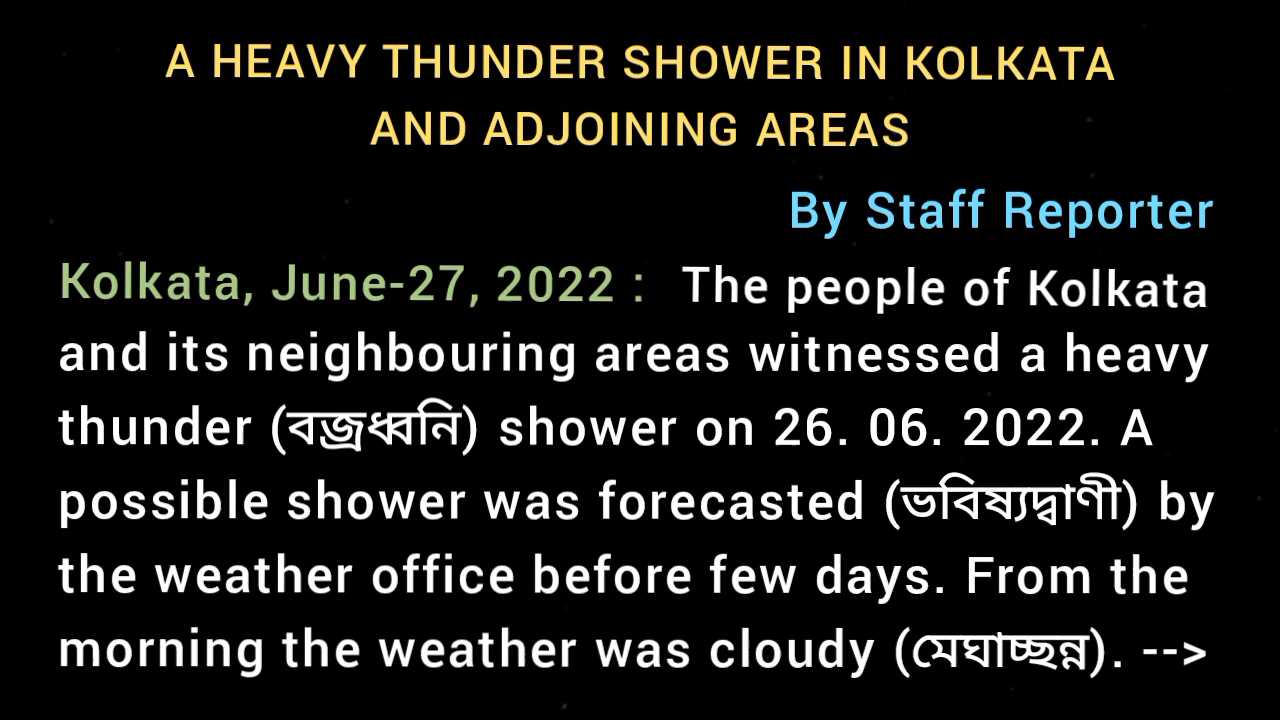 A HEAVY THUNDER SHOWER IN KOLKATA
AND ADJOINING AREAS
By Staff Reporter
Kolkata, June-27, 2022 : The people of Kolkata
and its neighbouring areas witnessed a heavy
thunder (বজ্রধ্বনি) shower on 26. 06. 2022. A
possible shower was forecasted (ভবিষ্যদ্বাণী) by
the weather office before few days. From the
morning the weather was cloudy (মেঘাচ্ছন্ন). -->